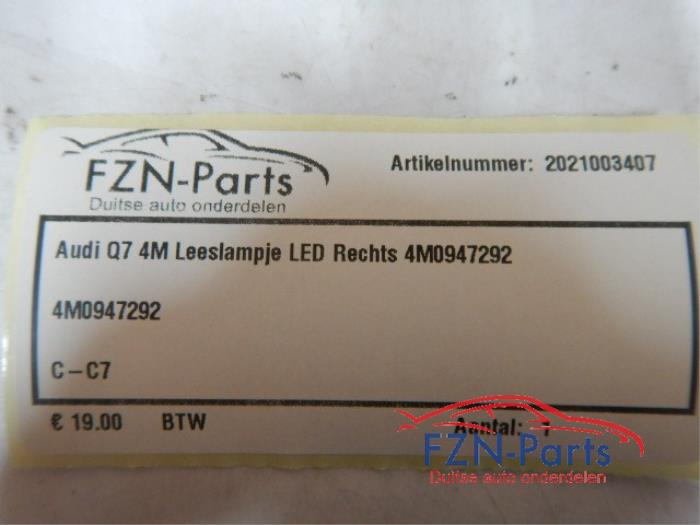 FZN-Parts
Duitse auto onderdelen
Artikelnummer: 2021003407
Audi Q7 4M Leeslampje LED Rechts 4M0947292
4M0947292
C-C7
€ 19.00 BTW Aantal: 1
FZN-Parts
Duitse auto onderdelen